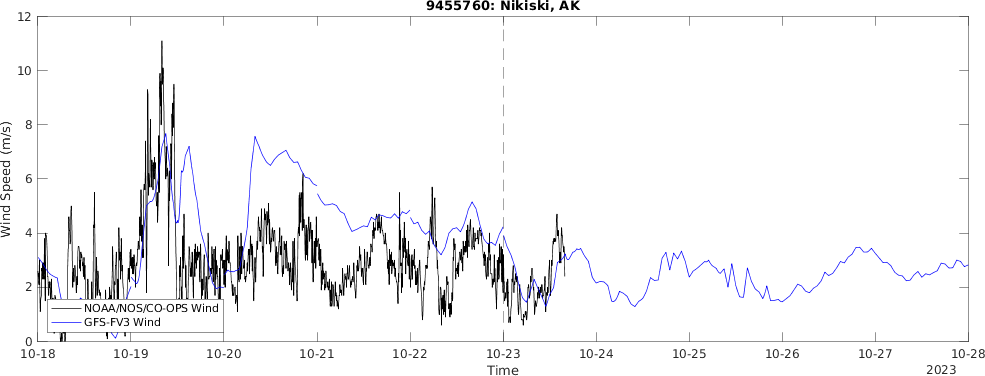 9455760: Nikiski, AK
Wind Speed (m/s)
12
10
8
6
4
2
0
NOAA/NOS/CO-OPS Wind
GFS-FV3 Wind
10-18 10-19 10-20 10-21 10-22 10-23 10-24 10-25 10-26 10-27 10-28
Time
2023